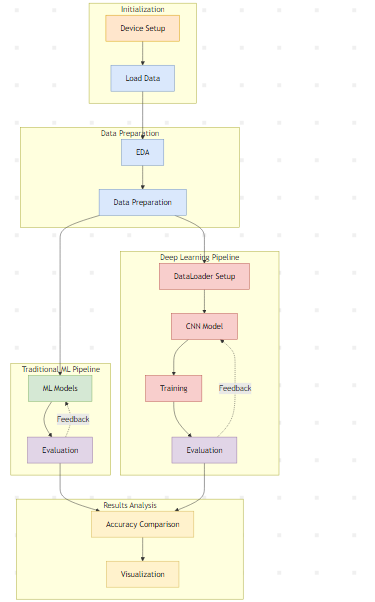 Initialization
Device Setup
Load Data
Data Preparation
EDA
Data Preparation
Deep Learning Pipeline
DataLoader Setup
CNN Model
Traditional ML Pipeline
ML Models
Training
Feedback
Feedback
Evaluation
Evaluation
Results Analysis
Accuracy Comparison
Visualization